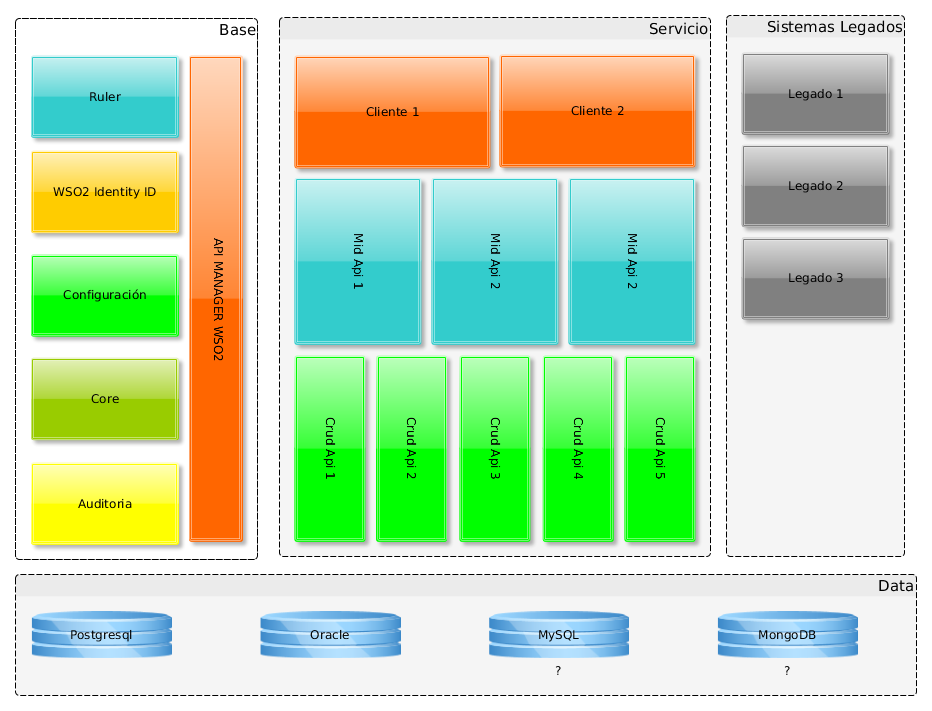 Base
Ruler
WSO2 Identity ID
Configuración
Core
Auditoria
API MANAGER WSO2
Servicio
Cliente 1
Cliente 2
Mid Api 1
Mid Api 2
Mid Api 2
Crud Api 1
Crud Api 2
Crud Api 3
Crud Api 4
Crud Api 5
Sistemas Legados
Legado 1
Legado 2
Legado 3
Data
Postgresql
Oracle
MySQL
?
MongoDB
?